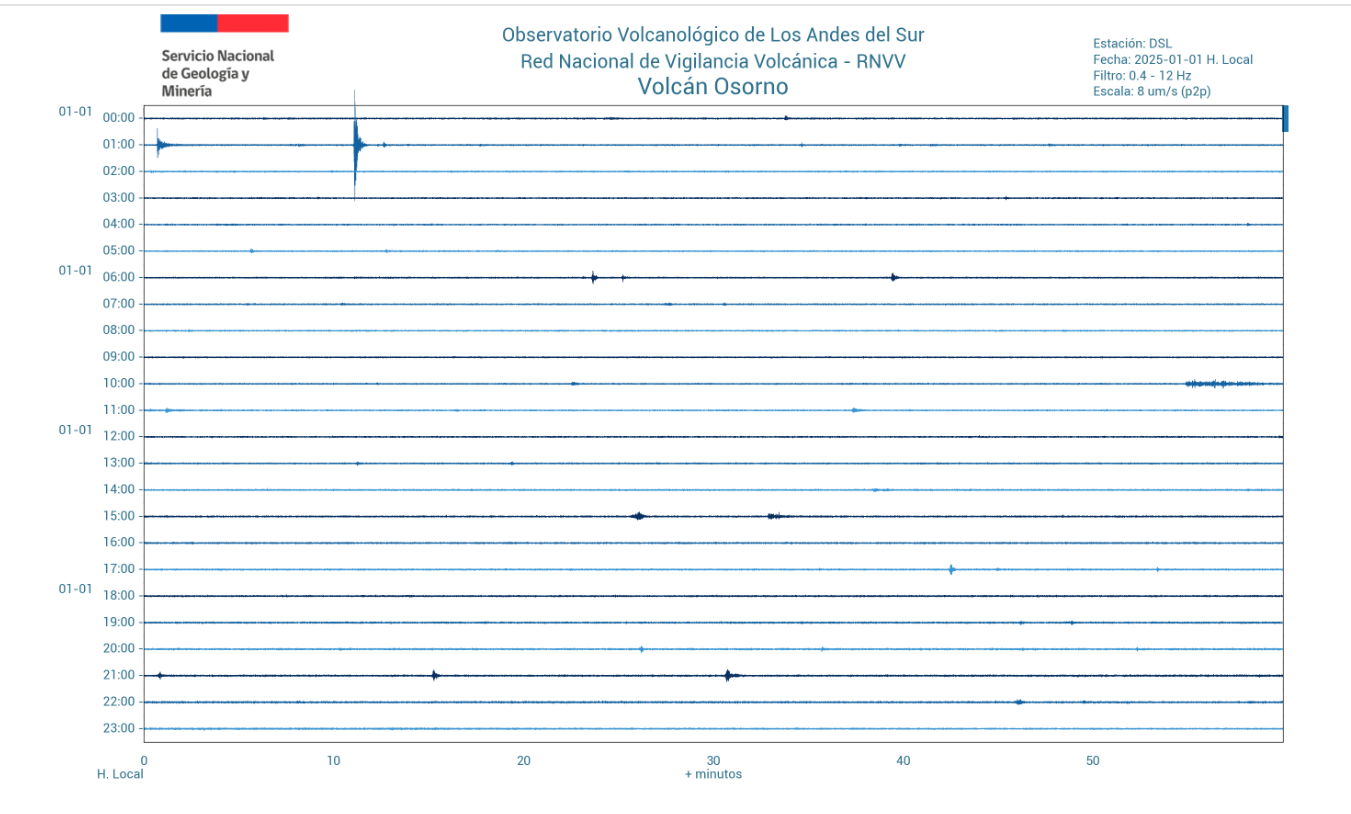 Servicio Nacional
de Geología y
Minería
Observatorio Volcanológico de Los Andes del Sur
Red Nacional de Vigilancia Volcánica - RNVV
Volcán Osorno
Estación: DSL
Fecha: 2025-01-01 H. Local
Filtro: 0.4 - 12 Hz
Escala: 8 um/s (p2p)
01-01 00:00
01:00
02:00
03:00
04:00
05:00
01-01 06:00
07:00
08:00
09:00
10:00
11:00
01-01 12:00
13:00
14:00
15:00
16:00
17:00
01-01 18:00
19:00
20:00
21:00
22:00
23:00
0 10 20 30 40 50
H. Local + minutos